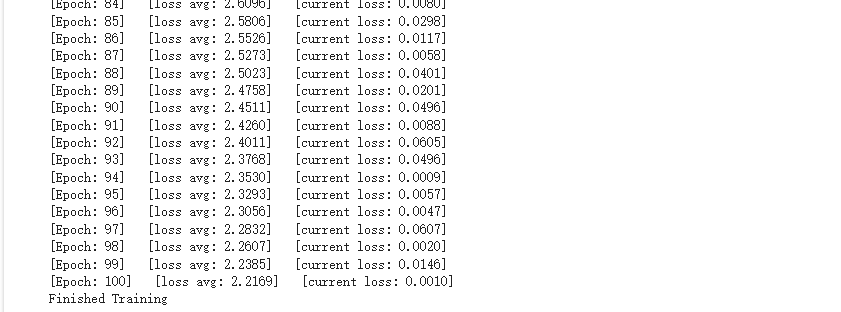 [Epoch: 84]   [loss avg: 2.6096]   [current loss: 0.0080]
[Epoch: 85]   [loss avg: 2.5806]   [current loss: 0.0298]
[Epoch: 86]   [loss avg: 2.5526]   [current loss: 0.0117]
[Epoch: 87]   [loss avg: 2.5273]   [current loss: 0.0058]
[Epoch: 88]   [loss avg: 2.5023]   [current loss: 0.0401]
[Epoch: 89]   [loss avg: 2.4758]   [current loss: 0.0201]
[Epoch: 90]   [loss avg: 2.4511]   [current loss: 0.0496]
[Epoch: 91]   [loss avg: 2.4260]   [current loss: 0.0088]
[Epoch: 92]   [loss avg: 2.4011]   [current loss: 0.0605]
[Epoch: 93]   [loss avg: 2.3768]   [current loss: 0.0496]
[Epoch: 94]   [loss avg: 2.3530]   [current loss: 0.0009]
[Epoch: 95]   [loss avg: 2.3293]   [current loss: 0.0057]
[Epoch: 96]   [loss avg: 2.3056]   [current loss: 0.0047]
[Epoch: 97]   [loss avg: 2.2832]   [current loss: 0.0607]
[Epoch: 98]   [loss avg: 2.2607]   [current loss: 0.0020]
[Epoch: 99]   [loss avg: 2.2385]   [current loss: 0.0146]
[Epoch: 100]   [loss avg: 2.2169]   [current loss: 0.0010]
Finished Training